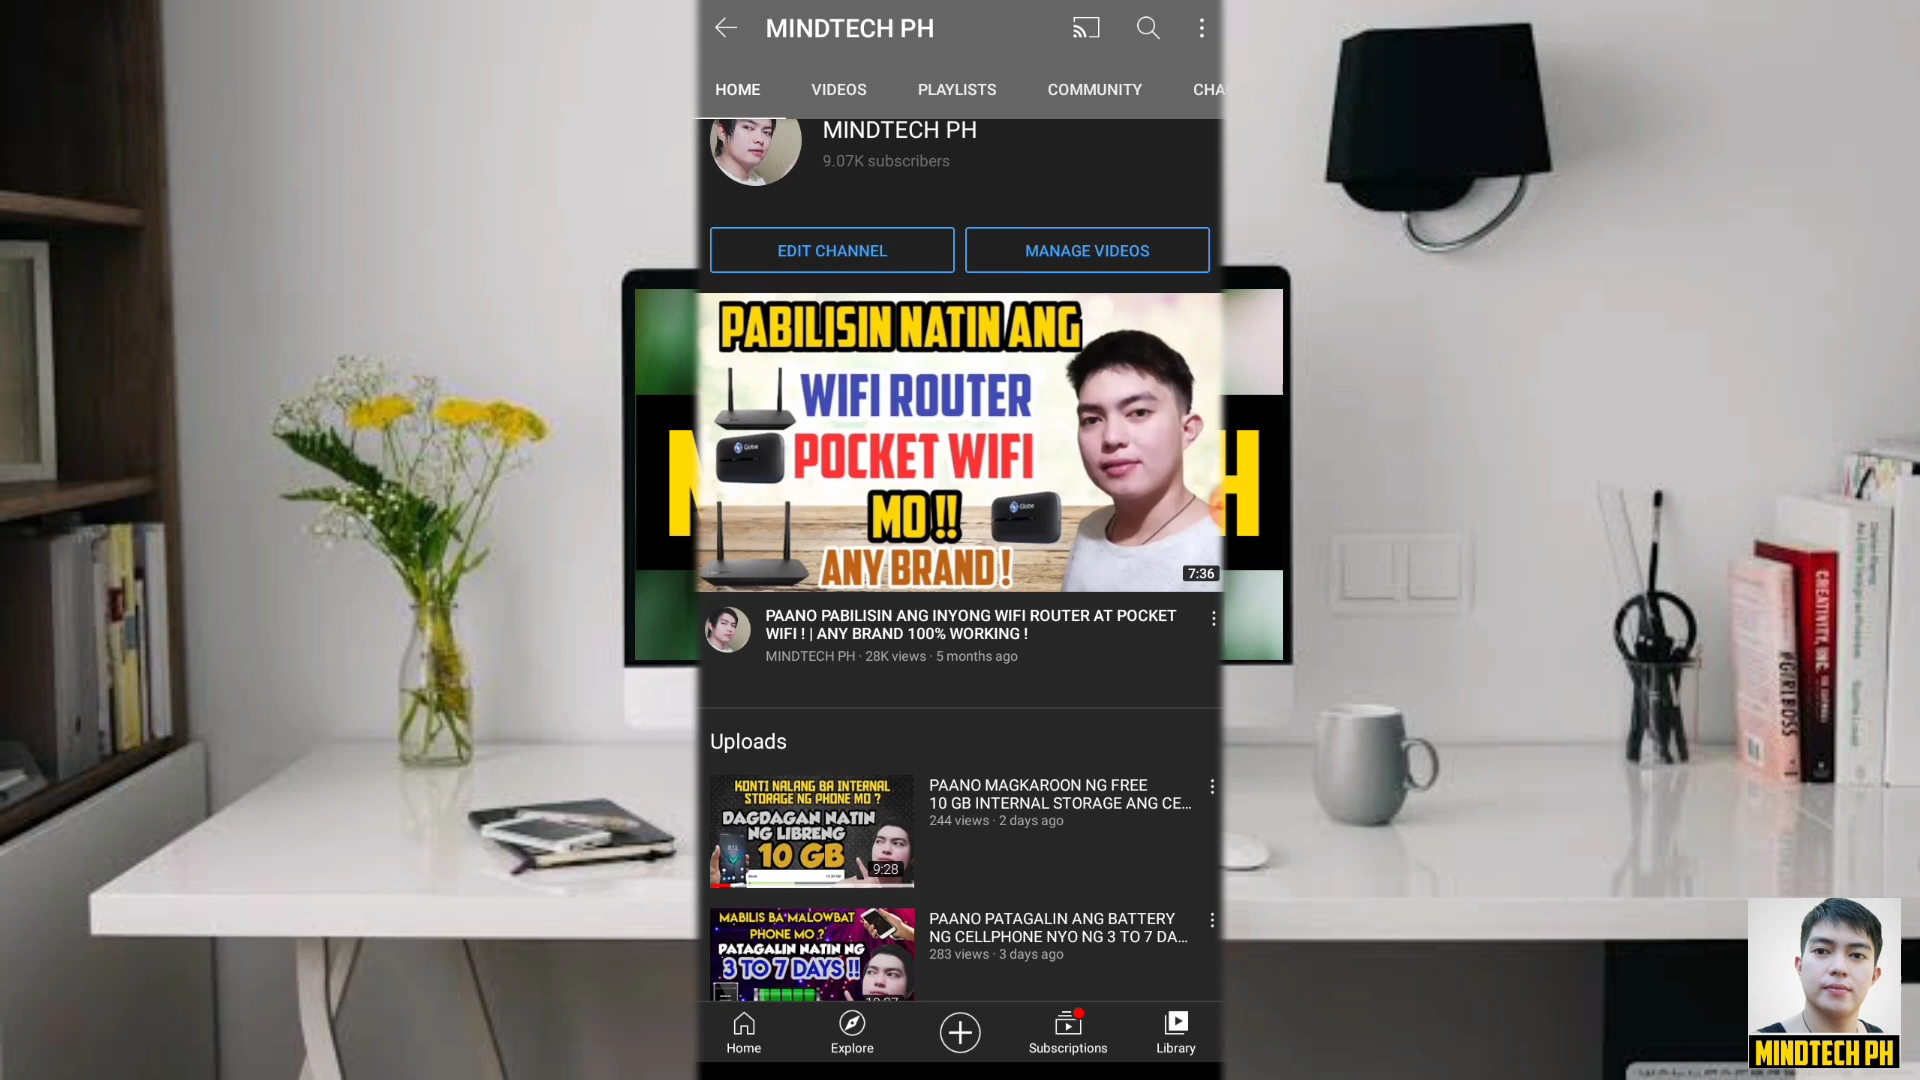 MINDTECH PH
HOME VIDEOS PLAYLISTS COMMUNITY CHA
MINDTECH PH
9.07K subscribers
EDIT CHANNEL MANAGE VIDEOS
PABILISIN NATIN ANG
WIFI ROUTER
POCKET WIFI
MO !!
ANY BRAND !
Globe
Globe
7:36
PAANO PABILISIN ANG INYONG WIFI ROUTER AT POCKET
WIFI ! | ANY BRAND 100% WORKING !
MINDTECH PH · 28K views · 5 months ago
Uploads
KONTI NALANG BA INTERNAL
STORAGE NG PHONE MO ?
DAGDAGAN NATIN
NG LIBRENG
10 GB
9:28
PAANO MAGKAROON NG FREE
10 GB INTERNAL STORAGE ANG CE...
244 views · 2 days ago
MABILIS BA MALOWBAT
PHONE MO ?
PATAGALIN NATIN NG
3 TO 7 DAYS !!
PAANO PATAGALIN ANG BATTERY
NG CELLPHONE NYO NG 3 TO 7 DA...
283 views · 3 days ago
Home Explore Subscriptions Library
CREATIVITY, INC.
#GIRLBOSS
MINDTECH PH